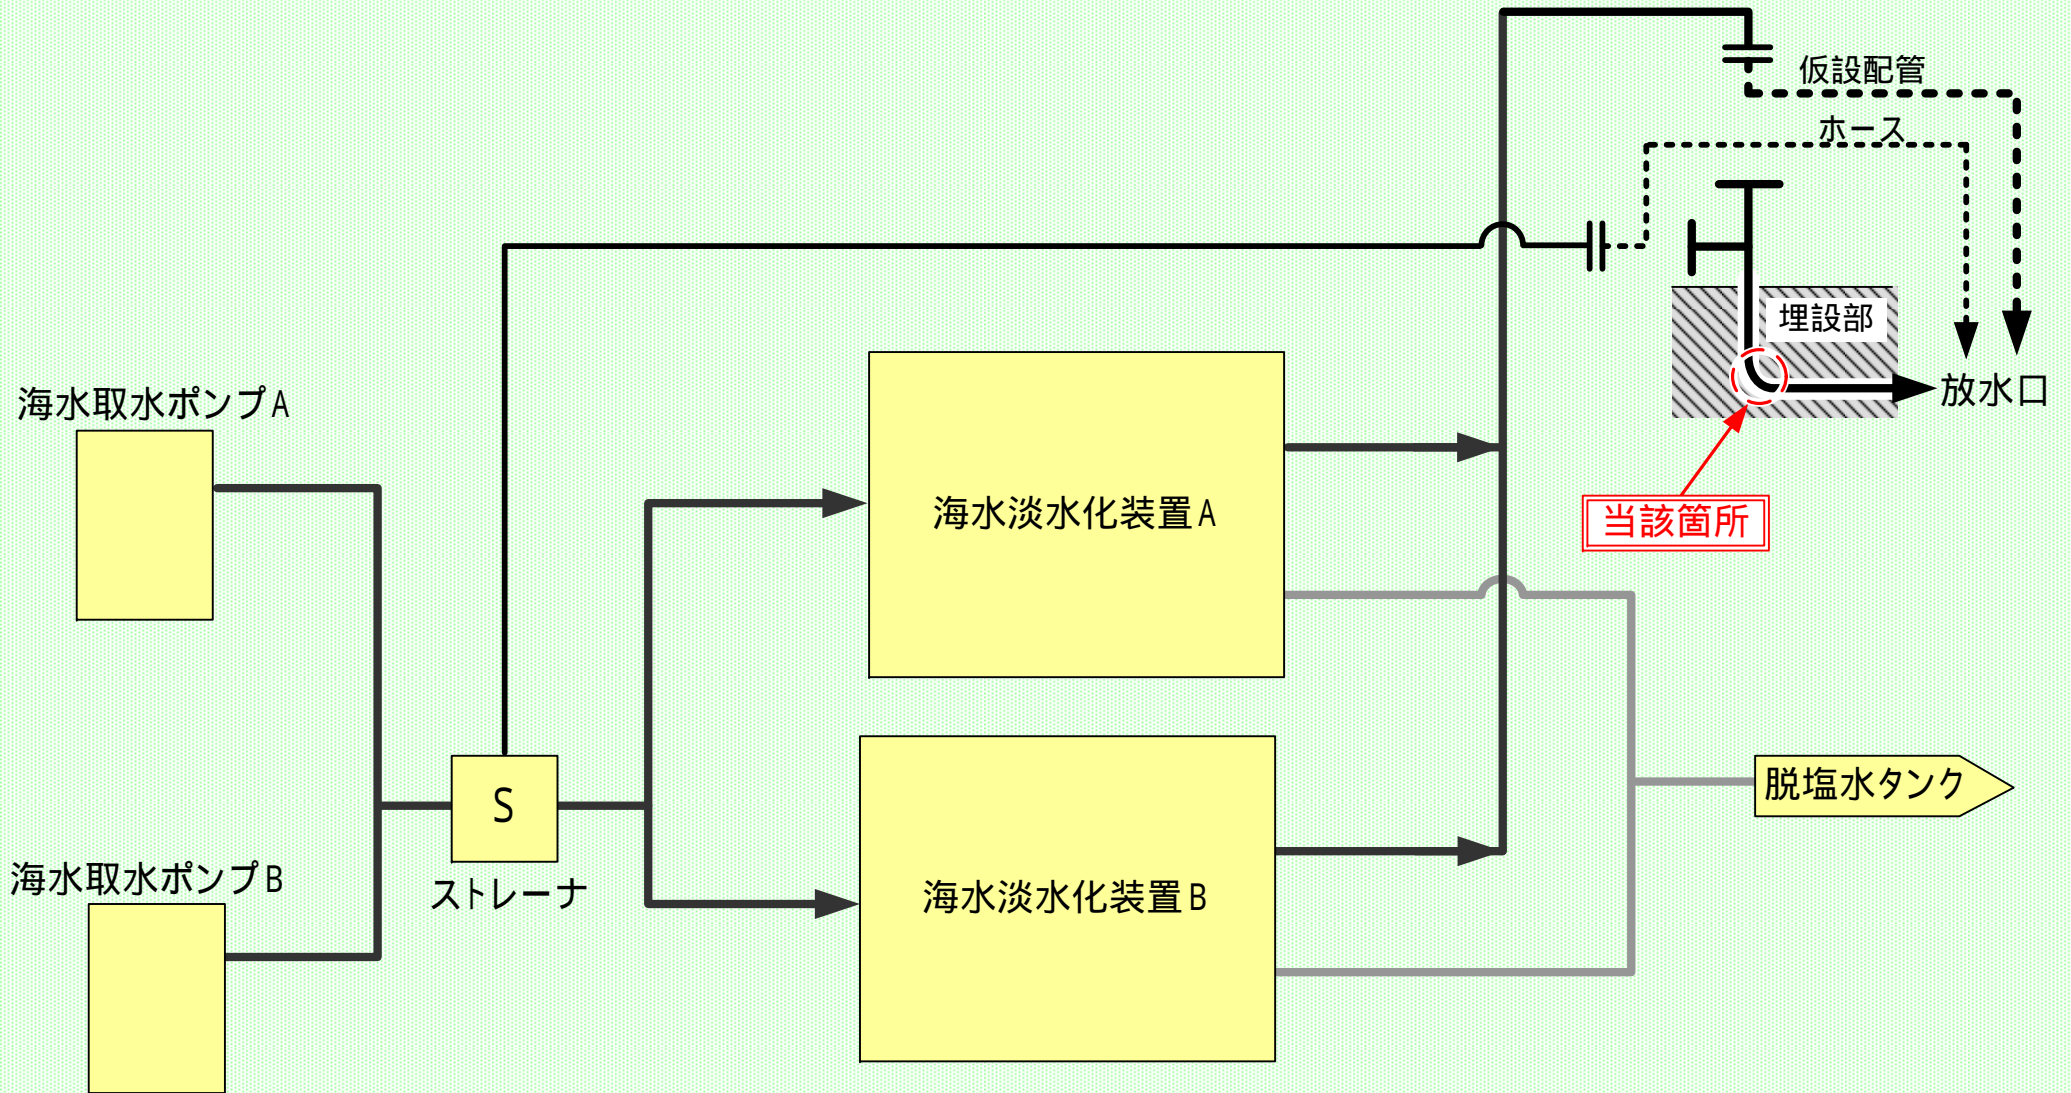 仮設配管
ホース
埋設部
放水口
海水取水ポンプA
海水淡水化装置A
当該箇所
脱塩水タンク
S
ストレーナ
海水取水ポンプB
海水淡水化装置B